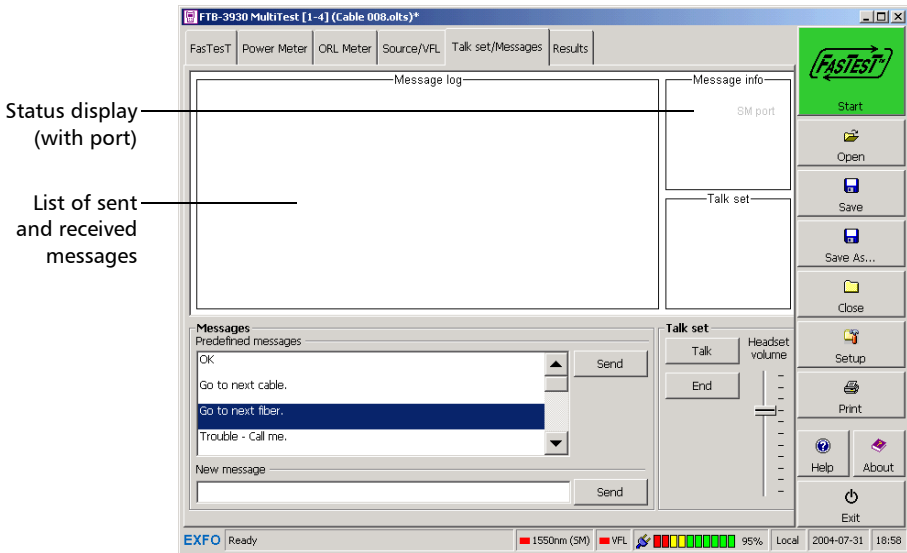 FTB-3930 MultiTest [1-4] (Cable 008.olts)*
FasTesT Power Meter ORL Meter Source/VFL Talk set/Messages Results
Message log
Message info
SM port
Talk set
Status display
(with port)
List of sent
and received
messages
Messages
Predefined messages
OK
Go to next cable.
Go to next fiber.
Trouble - Call me.
Send
New message
Send
Talk set
Talk
End
Headset
volume
FASTEST™
Start
Open
Save
Save As...
Close
Setup
Print
Help About
Exit
EXFO Ready 1550nm (SM) VFL 95% Local 2004-07-31 18:58